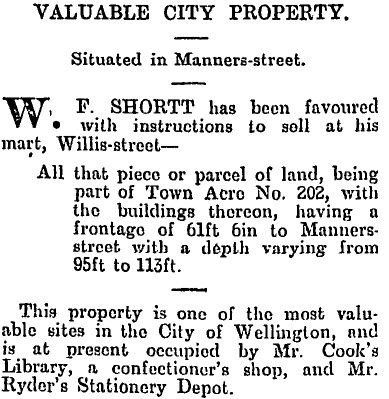 VALUABLE CITY PROPERTY.
Situated in Manners-street.
W. F. SHORTT has been favoured
with instructions to sell at his
mart, Willis-street—
All that piece or parcel of land, being
part of Town Acre No. 202, with
the buildings thereon, having a
frontage of 61ft 6in to Manners-
street with a depth varying from
95ft to 113ft.
This property is one of the most valu-
able sites in the City of Wellington, and
is at present occupied by Mr. Cook's
Library, a confectioner's shop, and Mr.
Ryder's Stationery Depot.